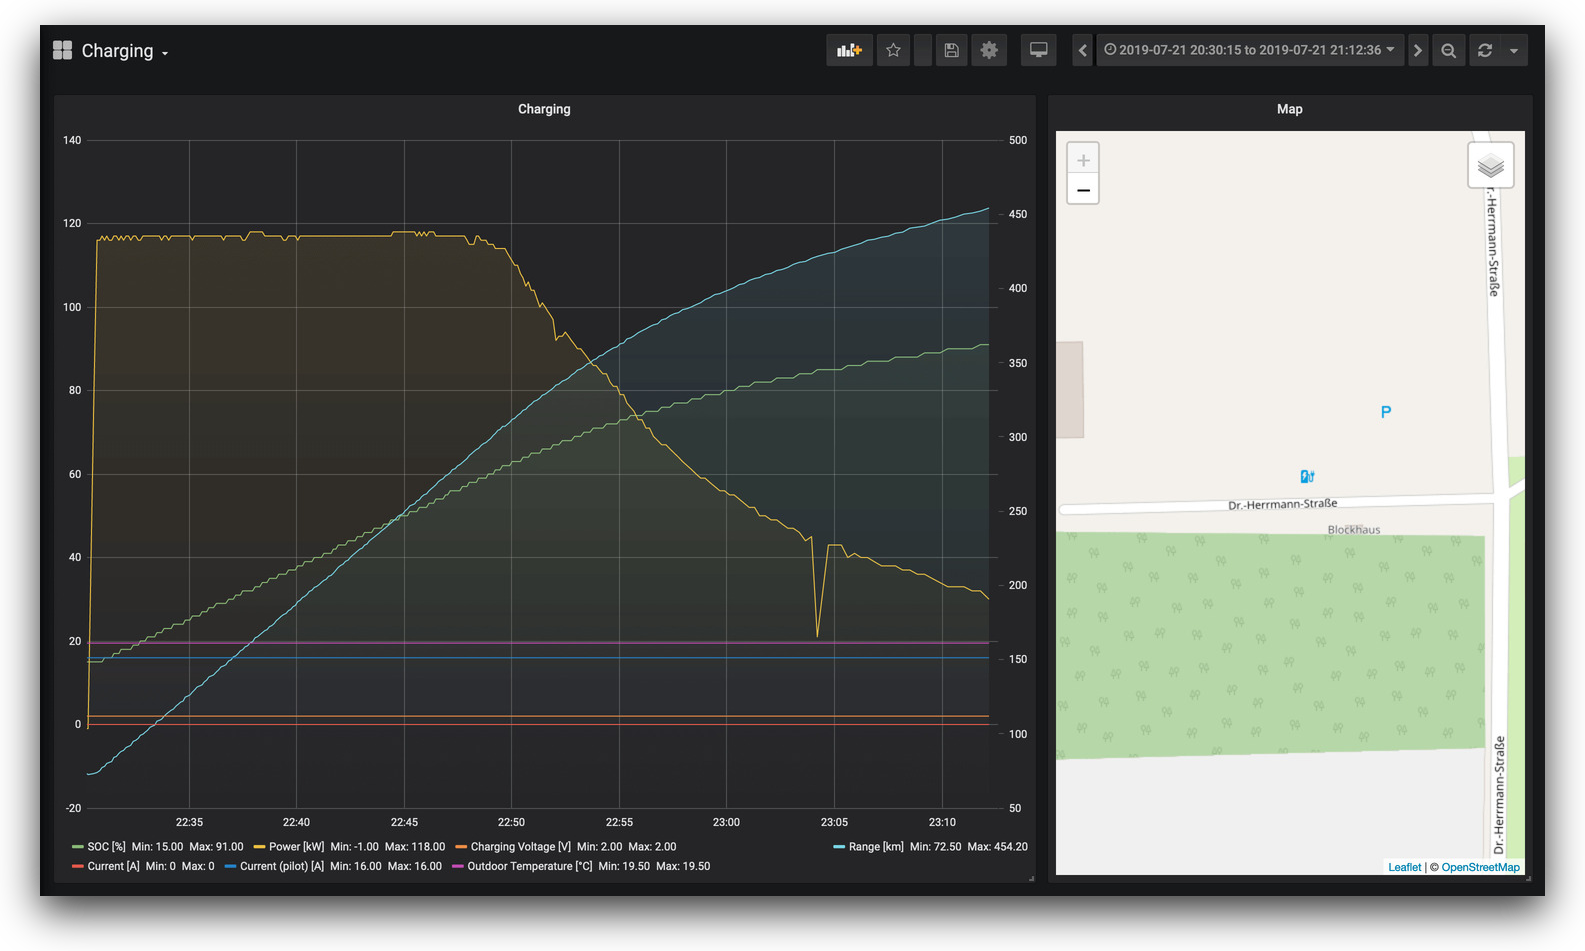 Charging
2019-07-21 20:30:15 to 2019-07-21 21:12:36
Charging
140
120
100
80
60
40
20
0
-20
500
450
400
350
300
250
200
150
100
50
22:35 22:40 22:45 22:50 22:55 23:00 23:05 23:10
SOC [%] Min: 15.00 Max: 91.00 Power [kW] Min: -1.00 Max: 118.00 Charging Voltage [V] Min: 2.00 Max: 2.00 Range [km] Min: 72.50 Max: 454.20
Current [A] Min: 0 Max: 0 Current (pilot) [A] Min: 16.00 Max: 16.00 Outdoor Temperature [°C] Min: 19.50 Max: 19.50
Map
+
−
r.-Herrmann-Straße
P
Dr.-Herrmann-Straße
Blockhaus
Dr.-Herrmann-Straße
Leaflet | © OpenStreetMap